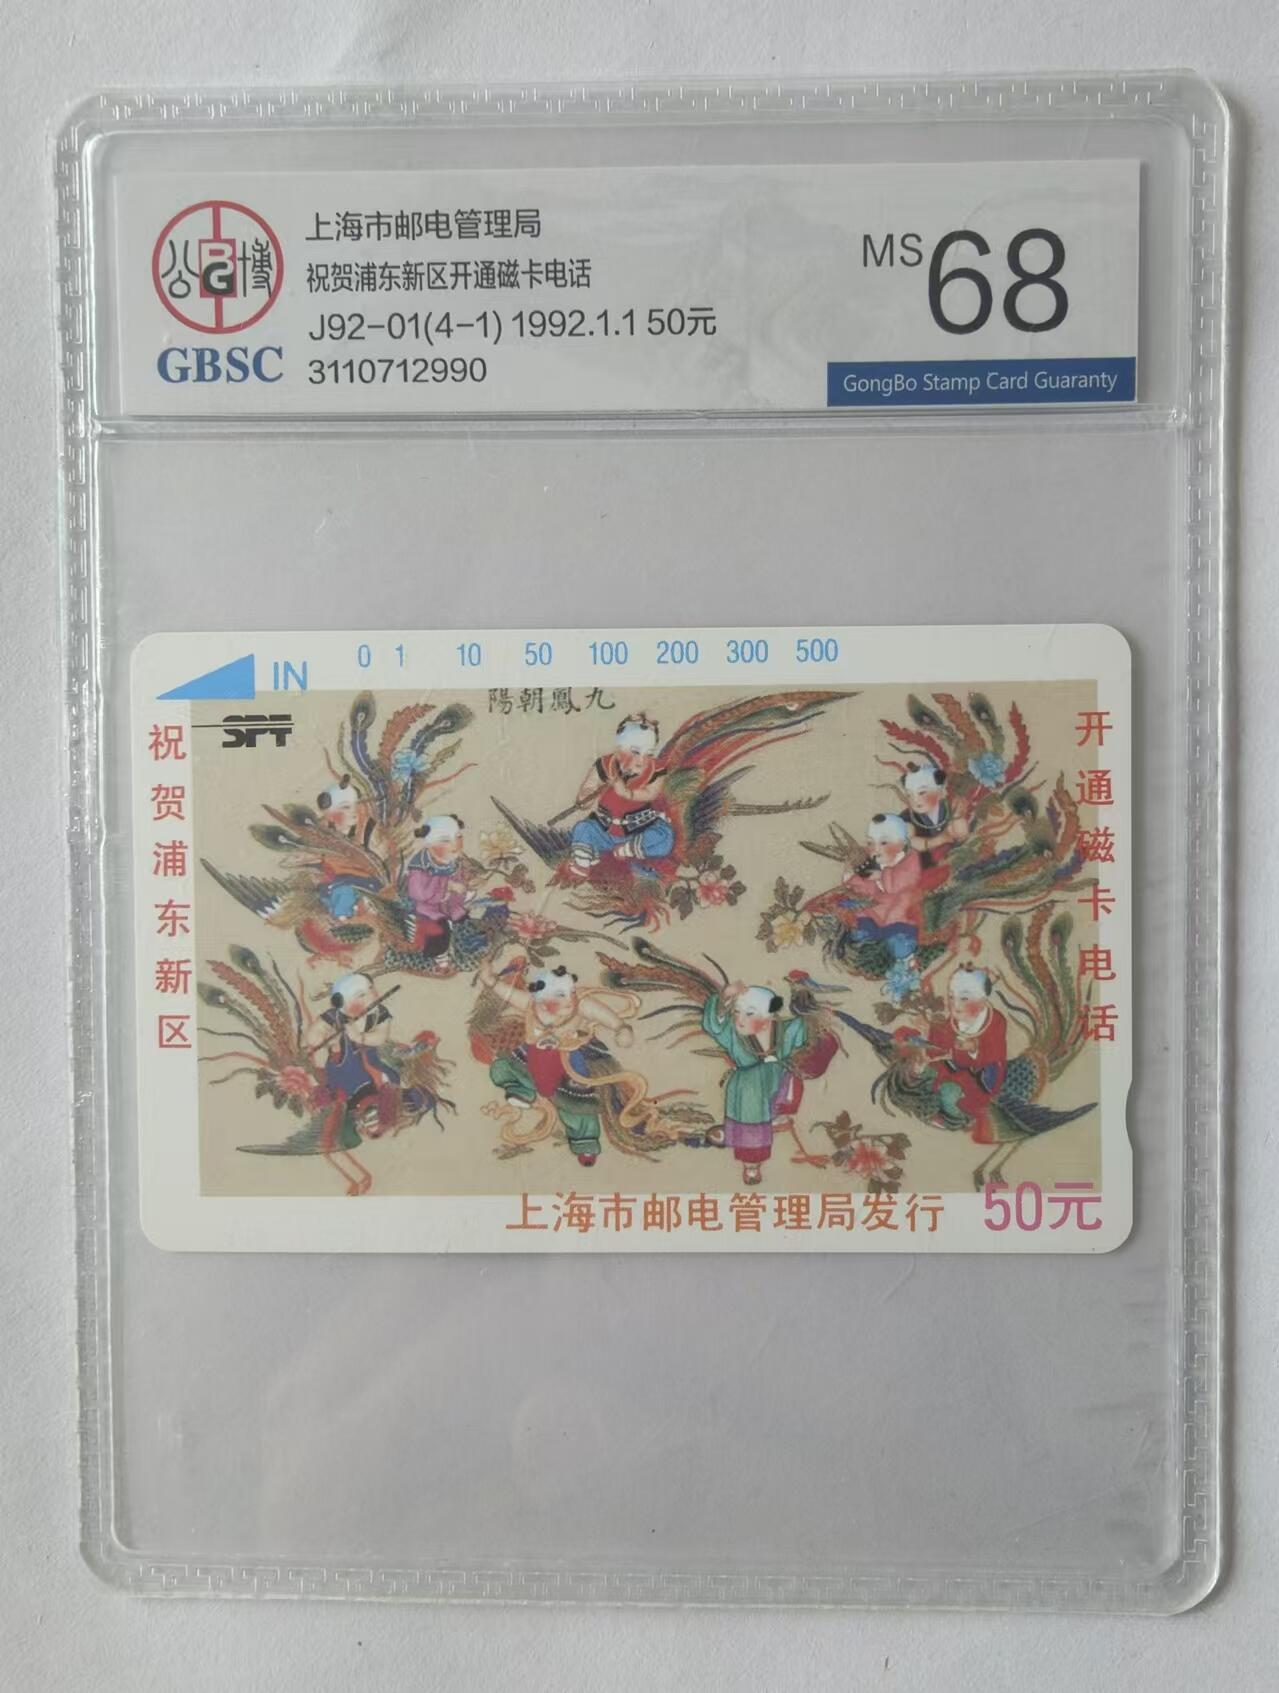 公博
BG
GBSC
上海市邮电管理局
祝贺浦东新区开通磁卡电话
J92-01(4-1) 1992.1.1 50元
3110712990
MS 68
GongBo Stamp Card Guaranty
IN 0 1 10 50 100 200 300 500
SPT
陽朝鳳九
祝贺浦东新区
开通磁卡电话
上海市邮电管理局发行 50元